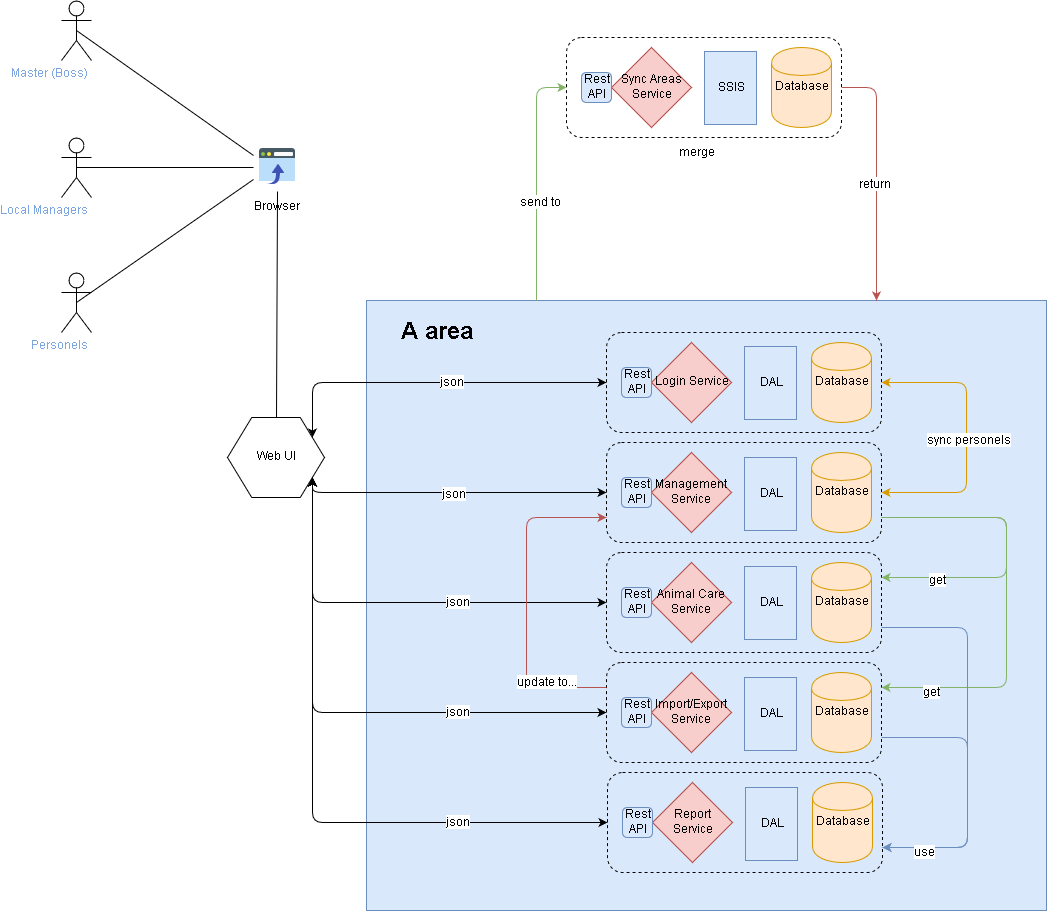 Master (Boss)
Local Managers
Personels
Browser
Web UI
Rest
API
Sync Areas
Service
SSIS
Database
merge
send to
return
A area
json
Rest
API
Login Service
DAL
Database
sync personels
json
Rest
API
Management
Service
DAL
Database
get
json
Rest
API
Animal Care
Service
DAL
Database
update to...
get
json
Rest
API
Import/Export
Service
DAL
Database
json
Rest
API
Report
Service
DAL
Database
use